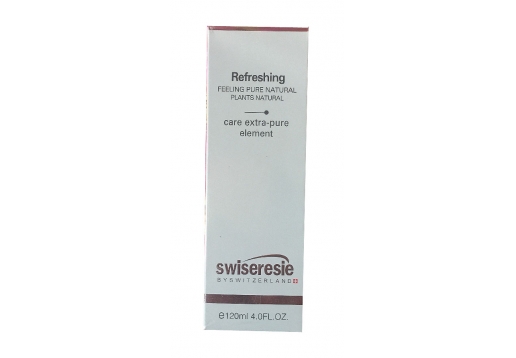 Refreshing
FEELING PURE NATURAL
PLANTS NATURAL
care extra-pure
element
swiseresie
BYSWITZERLAND
℮120ml 4.0FL.OZ.